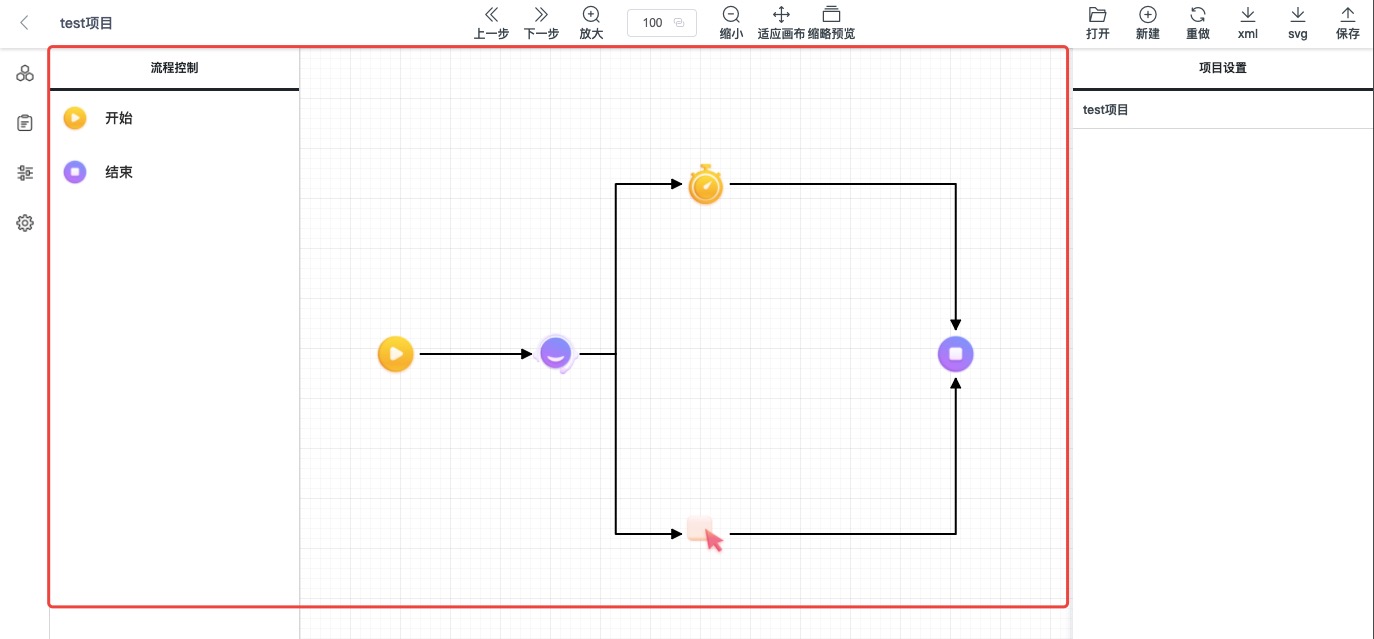 test项目
上一步
下一步
放大
100
缩小
适应画布
缩略预览
打开
新建
重做
xml
svg
保存
流程控制
开始
结束
项目设置
test项目